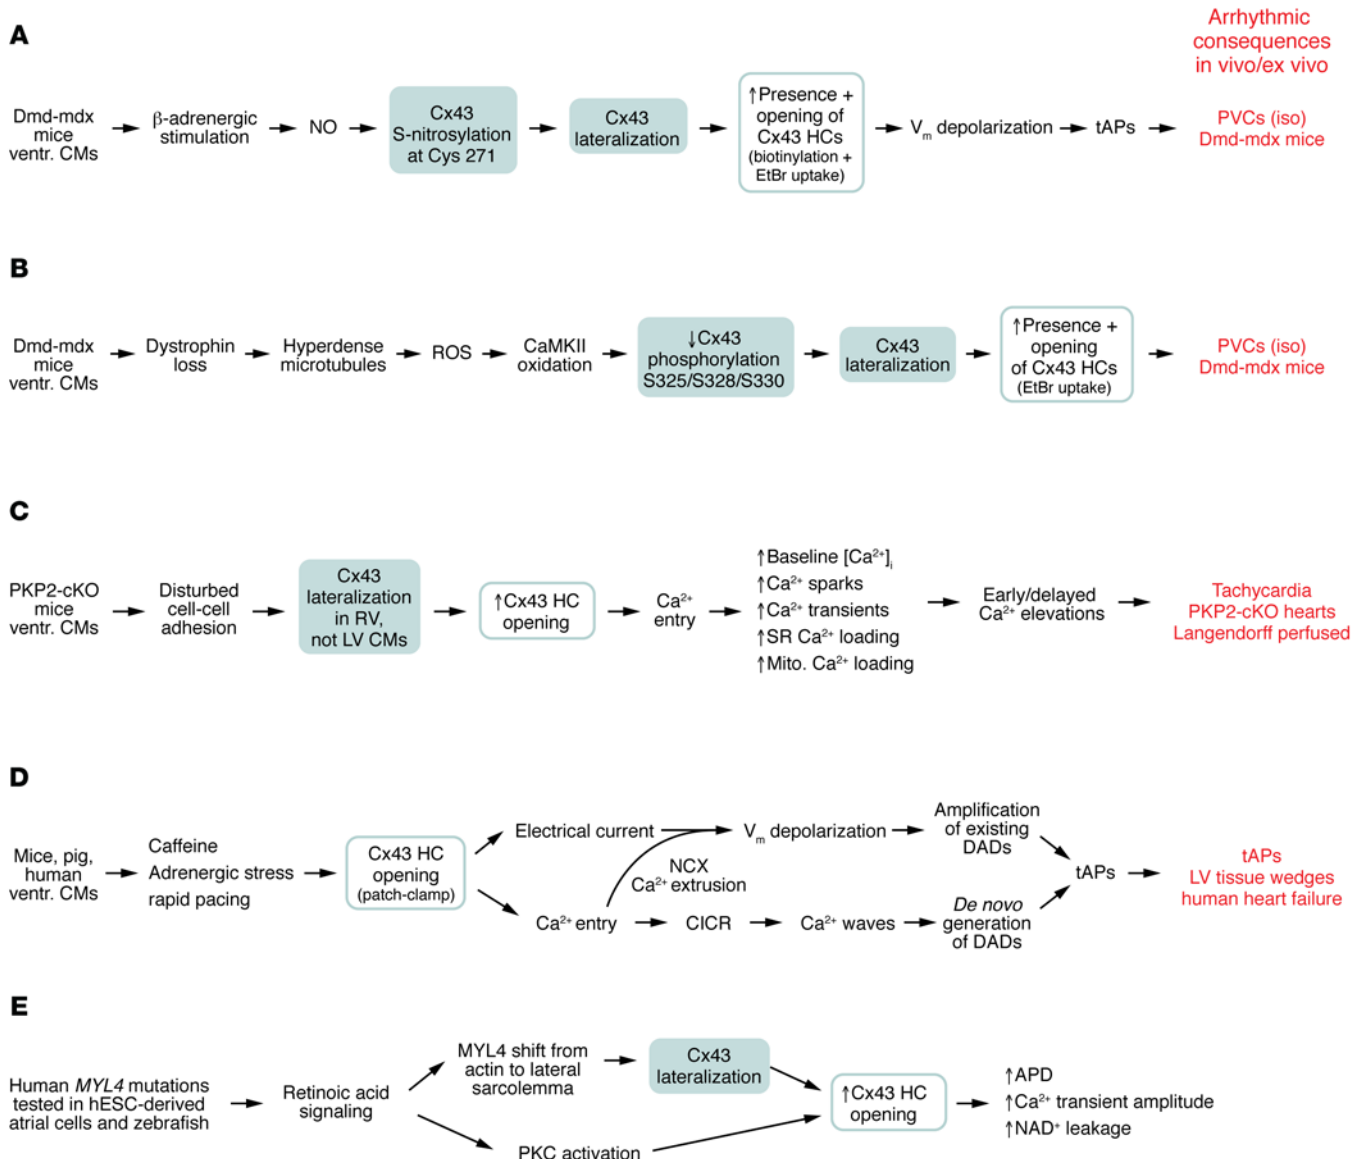 A
Arrhythmic
consequences
in vivo/ex vivo
Dmd-mdx
mice
ventr. CMs
β-adrenergic
stimulation
NO
Cx43
S-nitrosylation
at Cys 271
Cx43
lateralization
↑Presence +
opening of
Cx43 HCs
(biotinylation +
EtBr uptake)
Vm depolarization
tAPs
PVCs (iso)
Dmd-mdx mice
B
Dmd-mdx
mice
ventr. CMs
Dystrophin
loss
Hyperdense
microtubules
ROS
CaMKII
oxidation
↓Cx43
phosphorylation
S325/S328/S330
Cx43
lateralization
↑Presence +
opening
of Cx43 HCs
(EtBr uptake)
PVCs (iso)
Dmd-mdx mice
C
PKP2-cKO
mice
ventr. CMs
Disturbed
cell-cell
adhesion
Cx43
lateralization
in RV,
not LV CMs
↑Cx43 HC
opening
Ca²⁺
entry
↑Baseline [Ca²⁺]i
↑Ca²⁺ sparks
↑Ca²⁺ transients
↑SR Ca²⁺ loading
↑Mito. Ca²⁺ loading
Early/delayed
Ca²⁺ elevations
Tachycardia
PKP2-cKO hearts
Langendorff perfused
D
Mice, pig,
human
ventr. CMs
Caffeine
Adrenergic stress
rapid pacing
Cx43 HC
opening
(patch-clamp)
Electrical current
Vm depolarization
Amplification
of existing
DADs
NCX
Ca²⁺ extrusion
Ca²⁺ entry
CICR
Ca²⁺ waves
De novo
generation
of DADs
tAPs
tAPs
LV tissue wedges
human heart failure
E
Human MYL4 mutations
tested in hESC-derived
atrial cells and zebrafish
Retinoic acid
signaling
MYL4 shift from
actin to lateral
sarcolemma
Cx43
lateralization
PKC activation
↑Cx43 HC
opening
↑APD
↑Ca²⁺ transient amplitude
↑NAD⁺ leakage